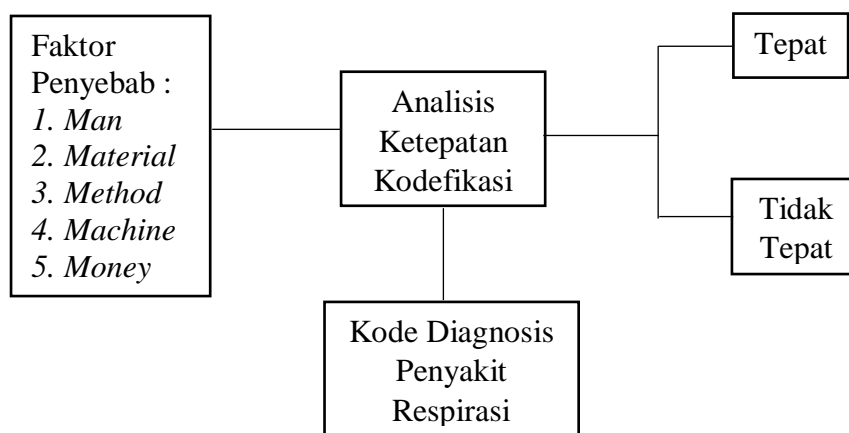 Faktor
Penyebab :
1. Man
2. Material
3. Method
4. Machine
5. Money
Analisis
Ketepatan
Kodefikasi
Tepat
Tidak
Tepat
Kode Diagnosis
Penyakit
Respirasi